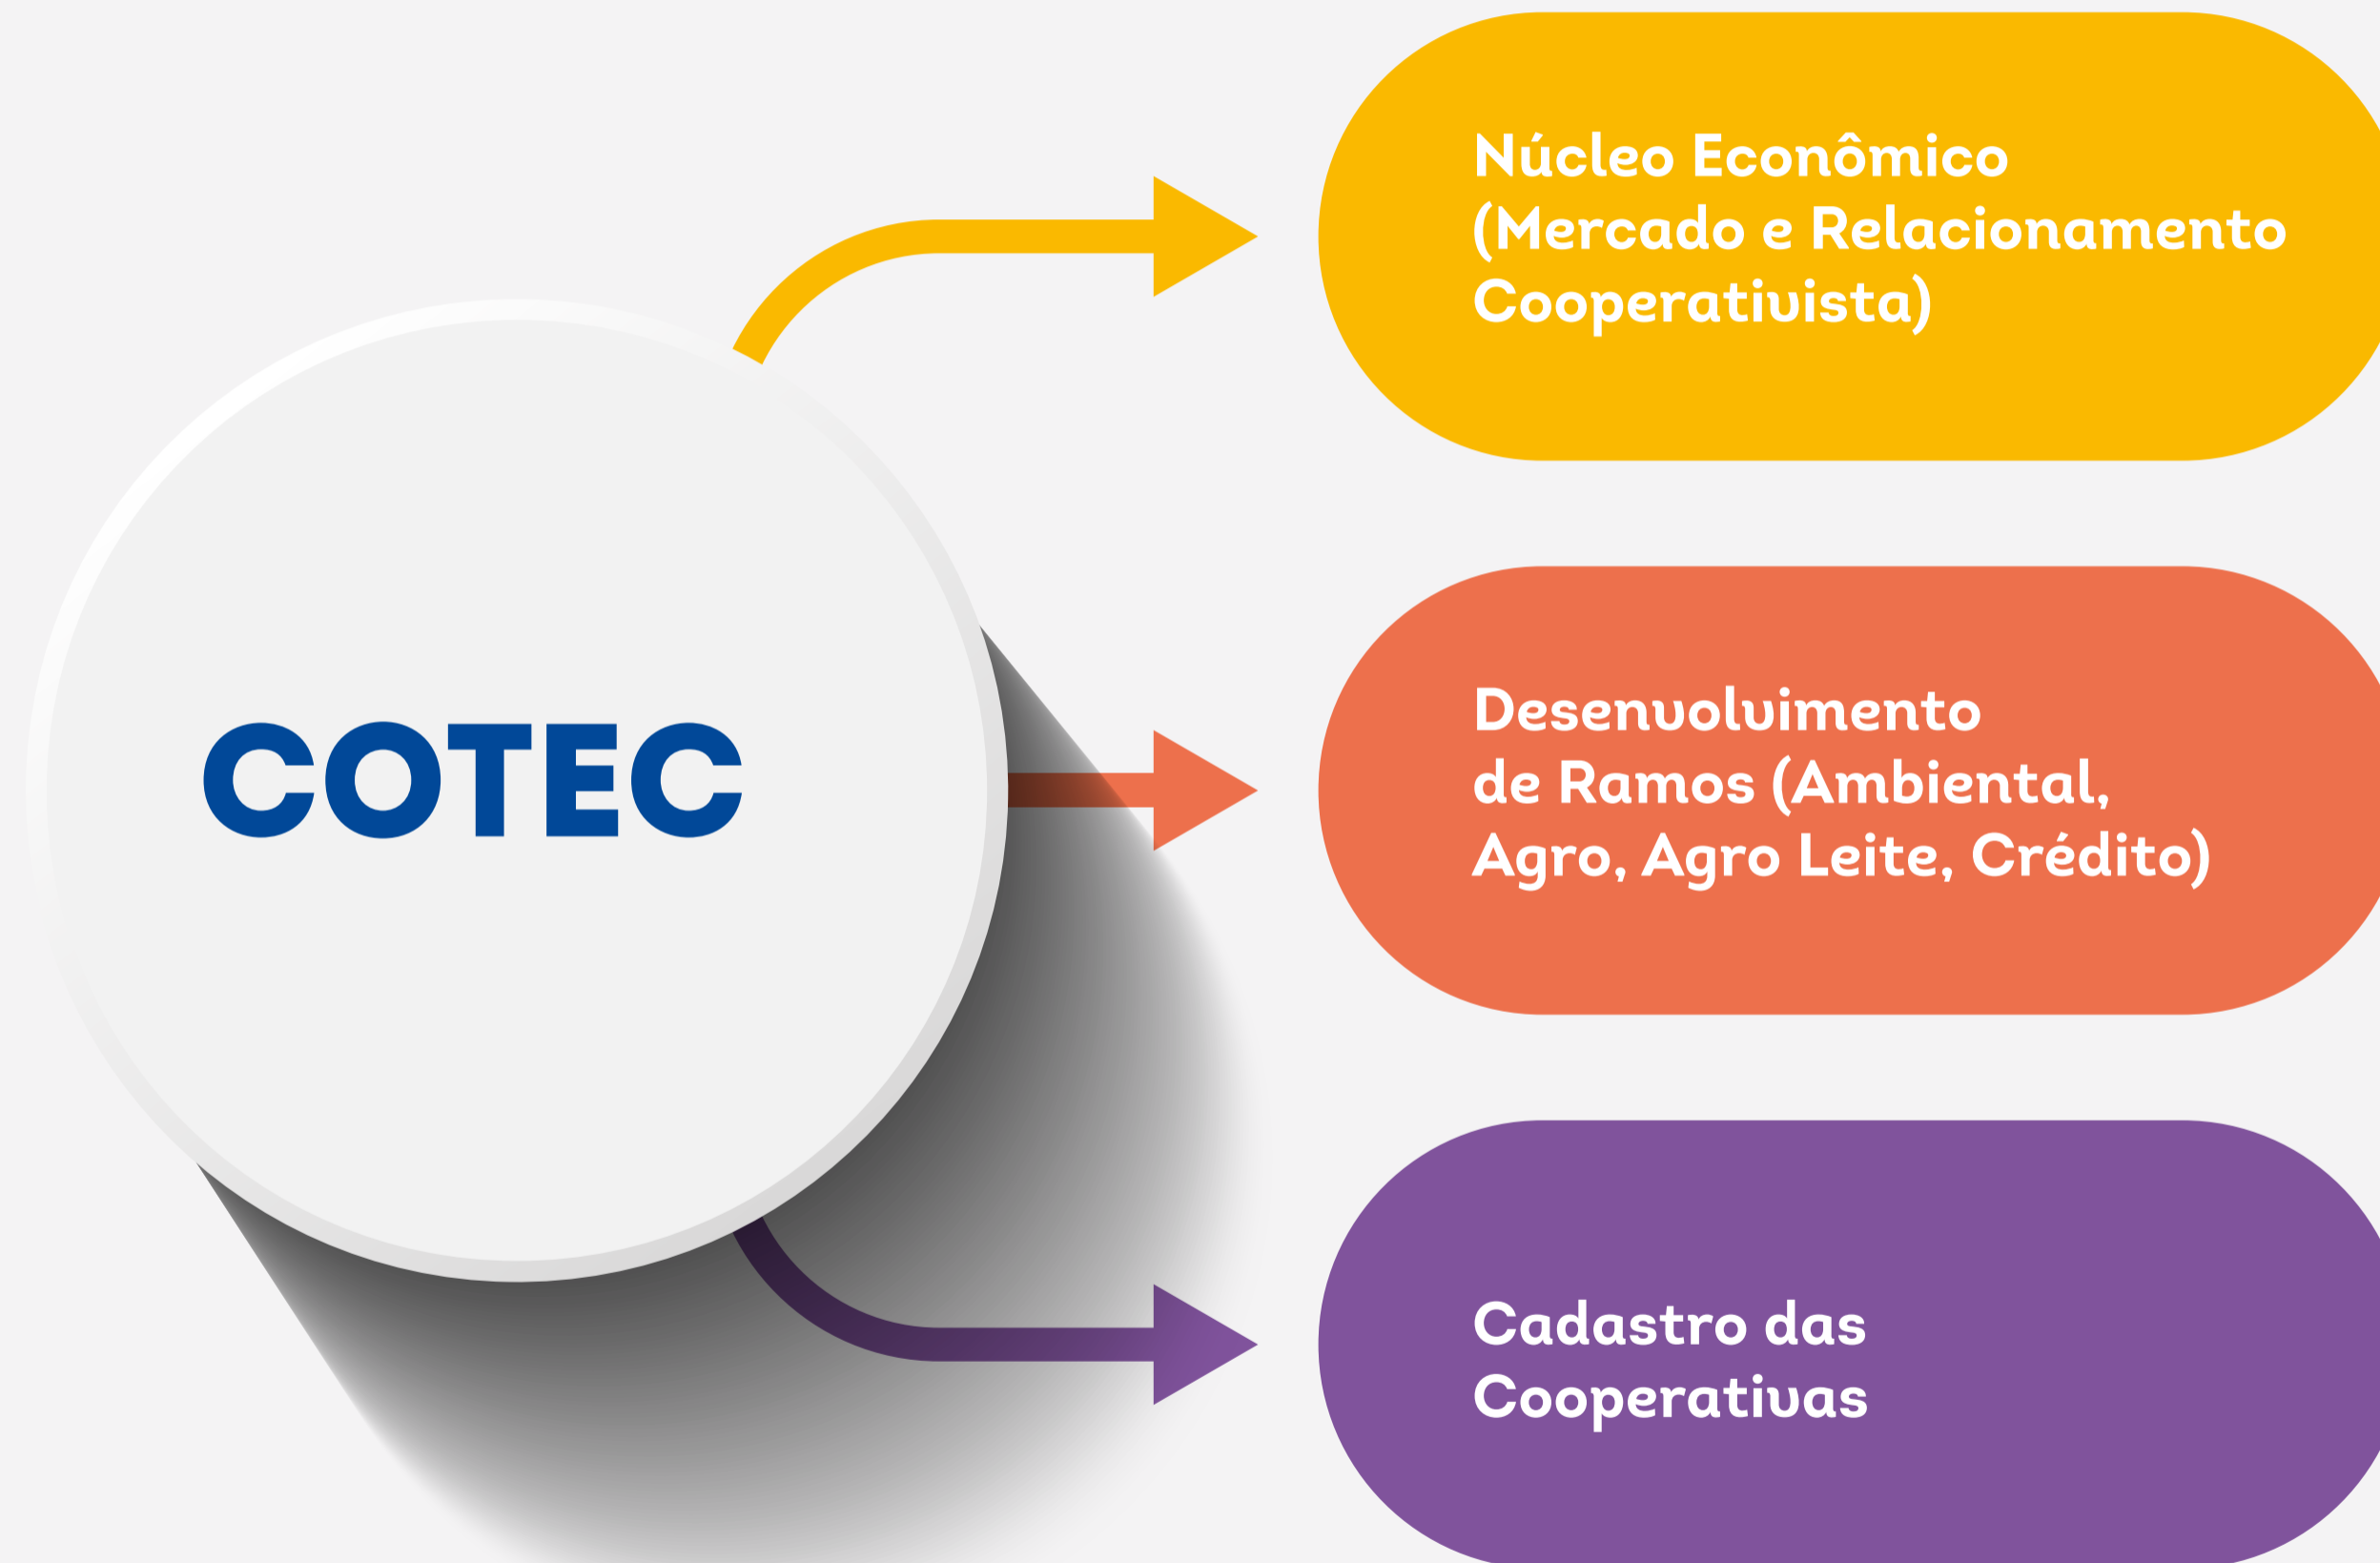 COTEC
Núcleo Econômico
(Mercado e Relacionamento
Cooperativista)
Desenvolvimento
de Ramos (Ambiental,
Agro, Agro Leite, Crédito)
Cadastro das
Cooperativas